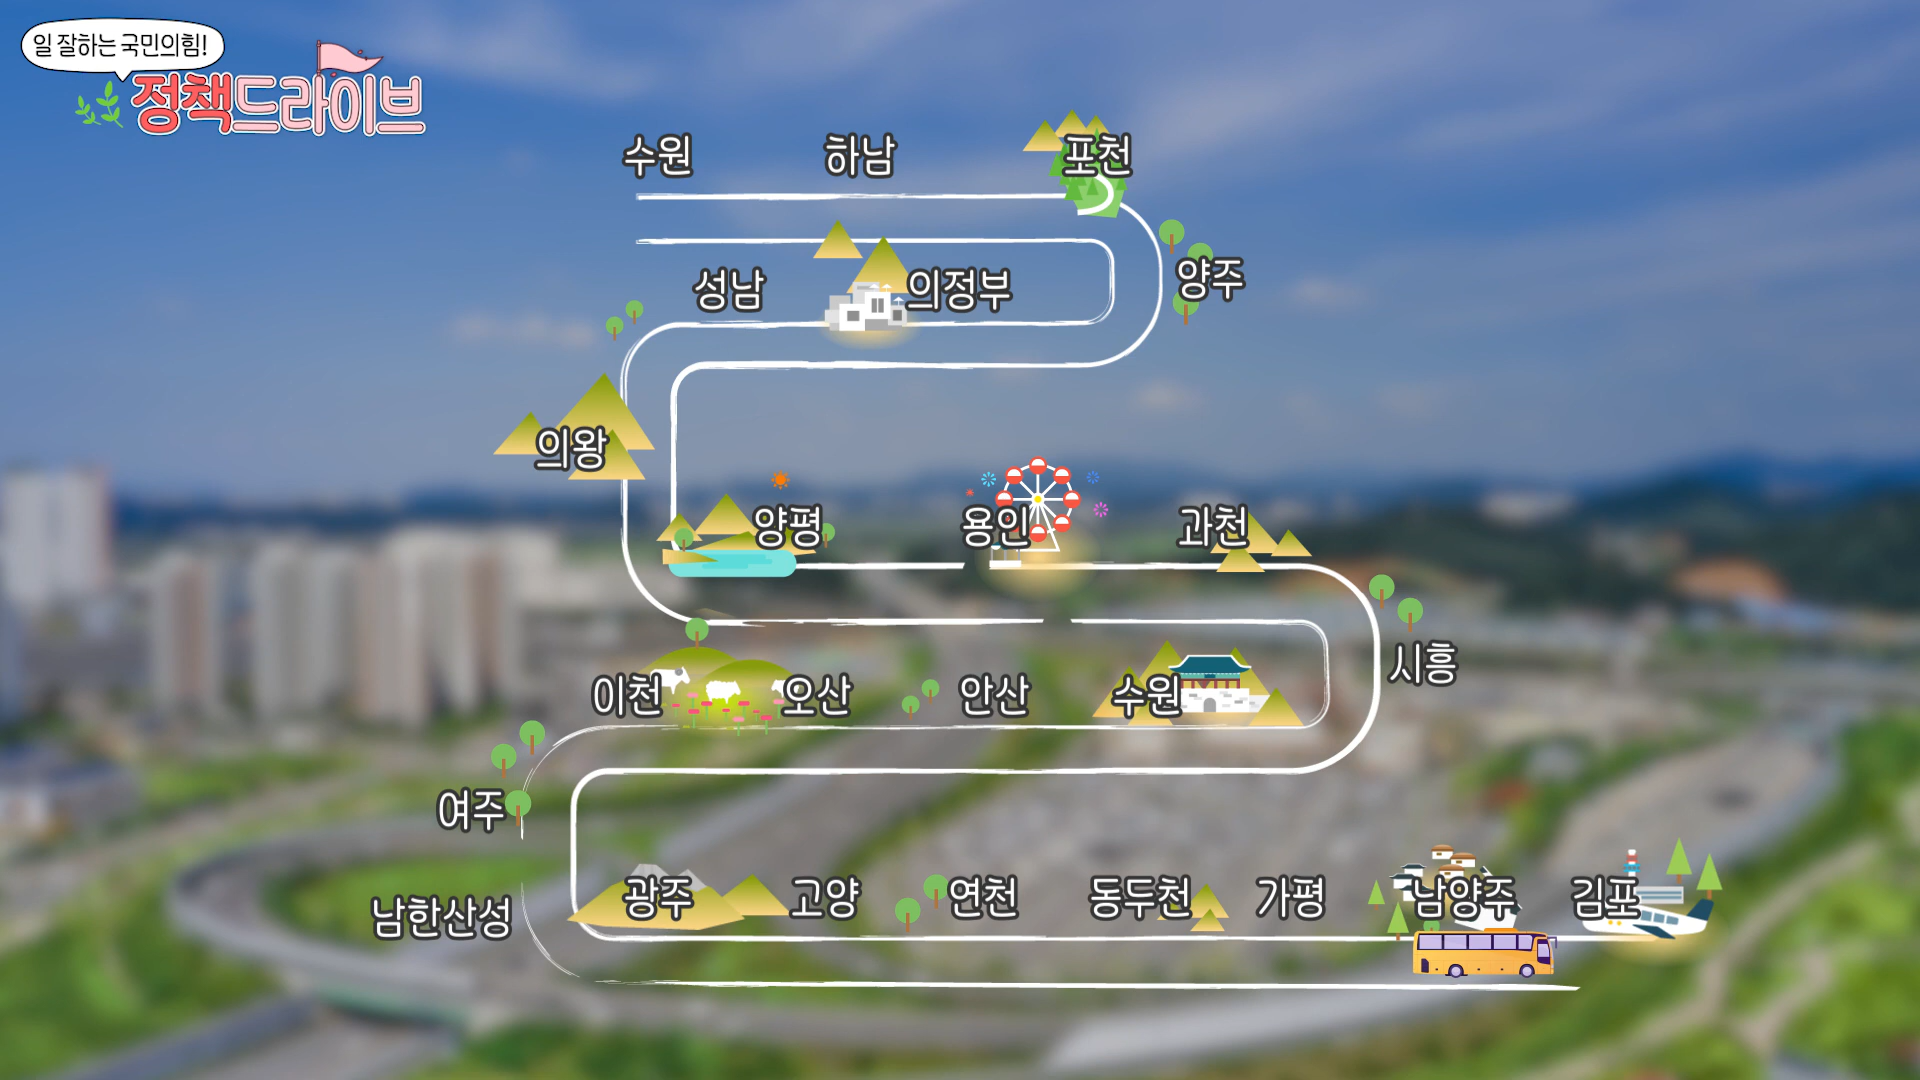 일 잘하는 국민의힘!
정책드라이브
수원 하남 포천
양주
성남 의정부
의왕
양평 용인 과천
시흥
이천 오산 안산 수원
여주
광주 고양 연천 동두천 가평 남양주 김포
남한산성